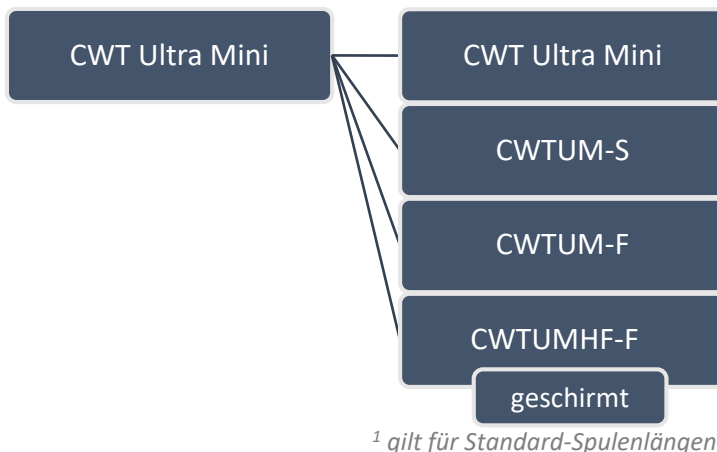 CWT Ultra Mini
CWT Ultra Mini
CWTUM-S
CWTUM-F
CWTUMHF-F
geschirmt
¹ gilt für Standard-Spulenlängen